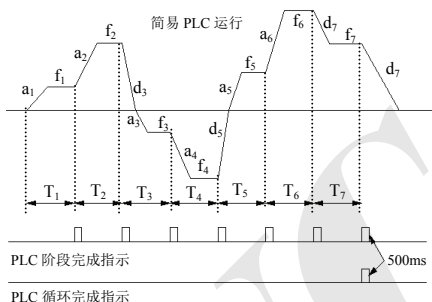 简易 PLC 运行
a1 f1 a2 f2 d3 a3 f3 a4 f4 d5 a5 f5 a6 f6 d7 f7 d7
T1 T2 T3 T4 T5 T6 T7
PLC 阶段完成指示
500ms
PLC 循环完成指示